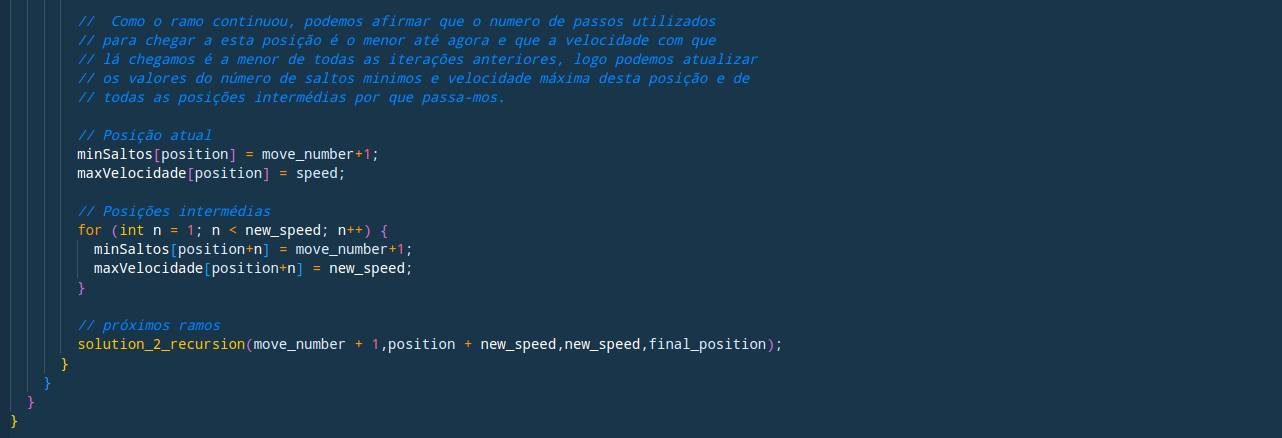 //  Como o ramo continuou, podemos afirmar que o numero de passos utilizados
// para chegar a esta posição é o menor até agora e que a velocidade com que
// lá chegamos é a menor de todas as iterações anteriores, logo podemos atualizar
// os valores do número de saltos minimos e velocidade máxima desta posição e de
// todas as posições intermédias por que passa-mos.
// Posição atual
minSaltos[position] = move_number+1;
maxVelocidade[position] = speed;
// Posições intermédias
for (int n = 1; n < new_speed; n++) {
minSaltos[position+n] = move_number+1;
maxVelocidade[position+n] = new_speed;
}
// próximos ramos
solution_2_recursion(move_number + 1,position + new_speed,new_speed,final_position);
}
}
}
}